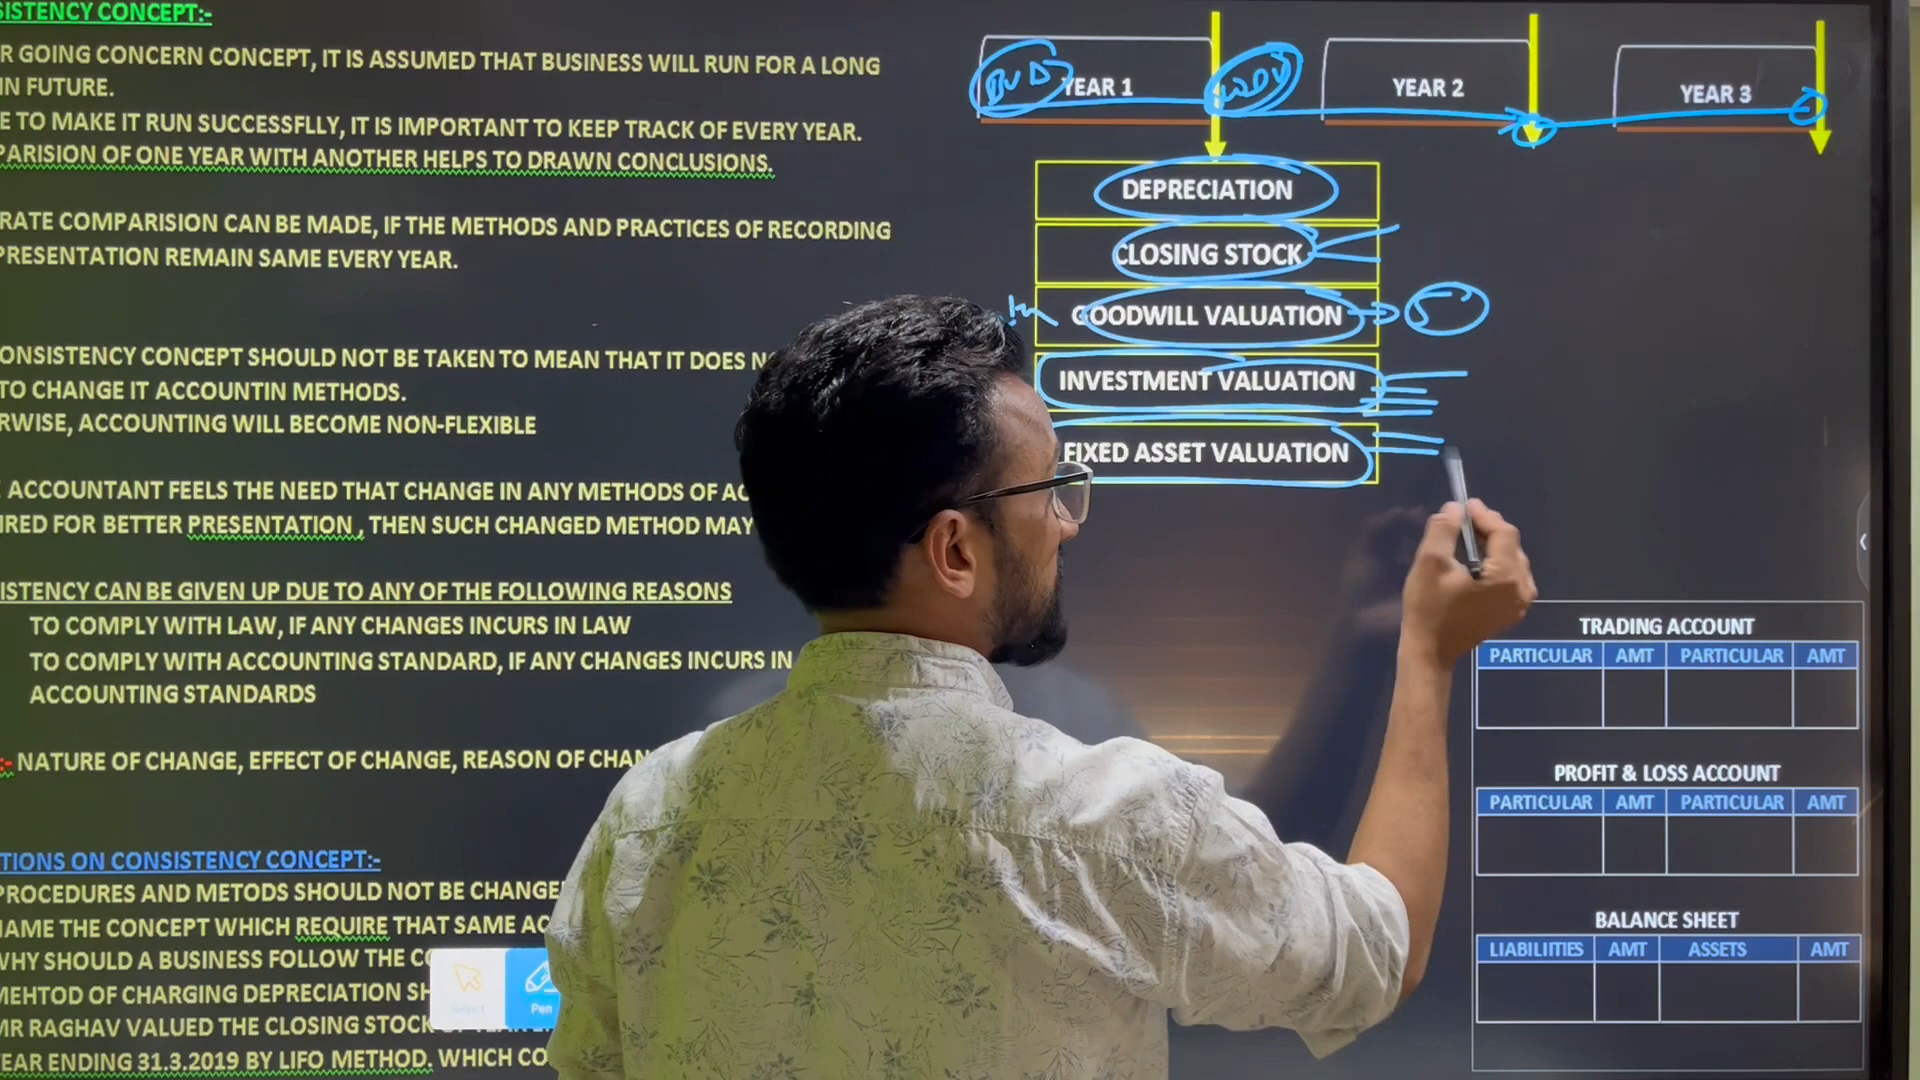 SISTENCY CONCEPT:-
R GOING CONCERN CONCEPT, IT IS ASSUMED THAT BUSINESS WILL RUN FOR A LONG
IN FUTURE.
E TO MAKE IT RUN SUCCESSFLLY, IT IS IMPORTANT TO KEEP TRACK OF EVERY YEAR.
PARISION OF ONE YEAR WITH ANOTHER HELPS TO DRAWN CONCLUSIONS.
RATE COMPARISION CAN BE MADE, IF THE METHODS AND PRACTICES OF RECORDING
PRESENTATION REMAIN SAME EVERY YEAR.
ONSISTENCY CONCEPT SHOULD NOT BE TAKEN TO MEAN THAT IT DOES
TO CHANGE IT ACCOUNTIN METHODS.
RWISE, ACCOUNTING WILL BECOME NON-FLEXIBLE
ACCOUNTANT FEELS THE NEED THAT CHANGE IN ANY METHODS OF AC
IRED FOR BETTER PRESENTATION , THEN SUCH CHANGED METHOD MAY
ISTENCY CAN BE GIVEN UP DUE TO ANY OF THE FOLLOWING REASONS
TO COMPLY WITH LAW, IF ANY CHANGES INCURS IN LAW
TO COMPLY WITH ACCOUNTING STANDARD, IF ANY CHANGES INCURS IN
ACCOUNTING STANDARDS
:- NATURE OF CHANGE, EFFECT OF CHANGE, REASON OF CHAN
TIONS ON CONSISTENCY CONCEPT:-
PROCEDURES AND METODS SHOULD NOT BE CHANGE
NAME THE CONCEPT WHICH REQUIRE THAT SAME AC
WHY SHOULD A BUSINESS FOLLOW THE CO
MEHTOD OF CHARGING DEPRECIATION SH
MR RAGHAV VALUED THE CLOSING STOCK
YEAR ENDING 31.3.2019 BY LIFO METHOD. WHICH CO
Select
Pen
YEAR 1
WDV
YEAR 2
YEAR 3
DEPRECIATION
CLOSING STOCK
GOODWILL VALUATION
5
INVESTMENT VALUATION
FIXED ASSET VALUATION
TRADING ACCOUNT
PARTICULAR AMT PARTICULAR AMT
PROFIT & LOSS ACCOUNT
PARTICULAR AMT PARTICULAR AMT
BALANCE SHEET
LIABILIITIES AMT ASSETS AMT